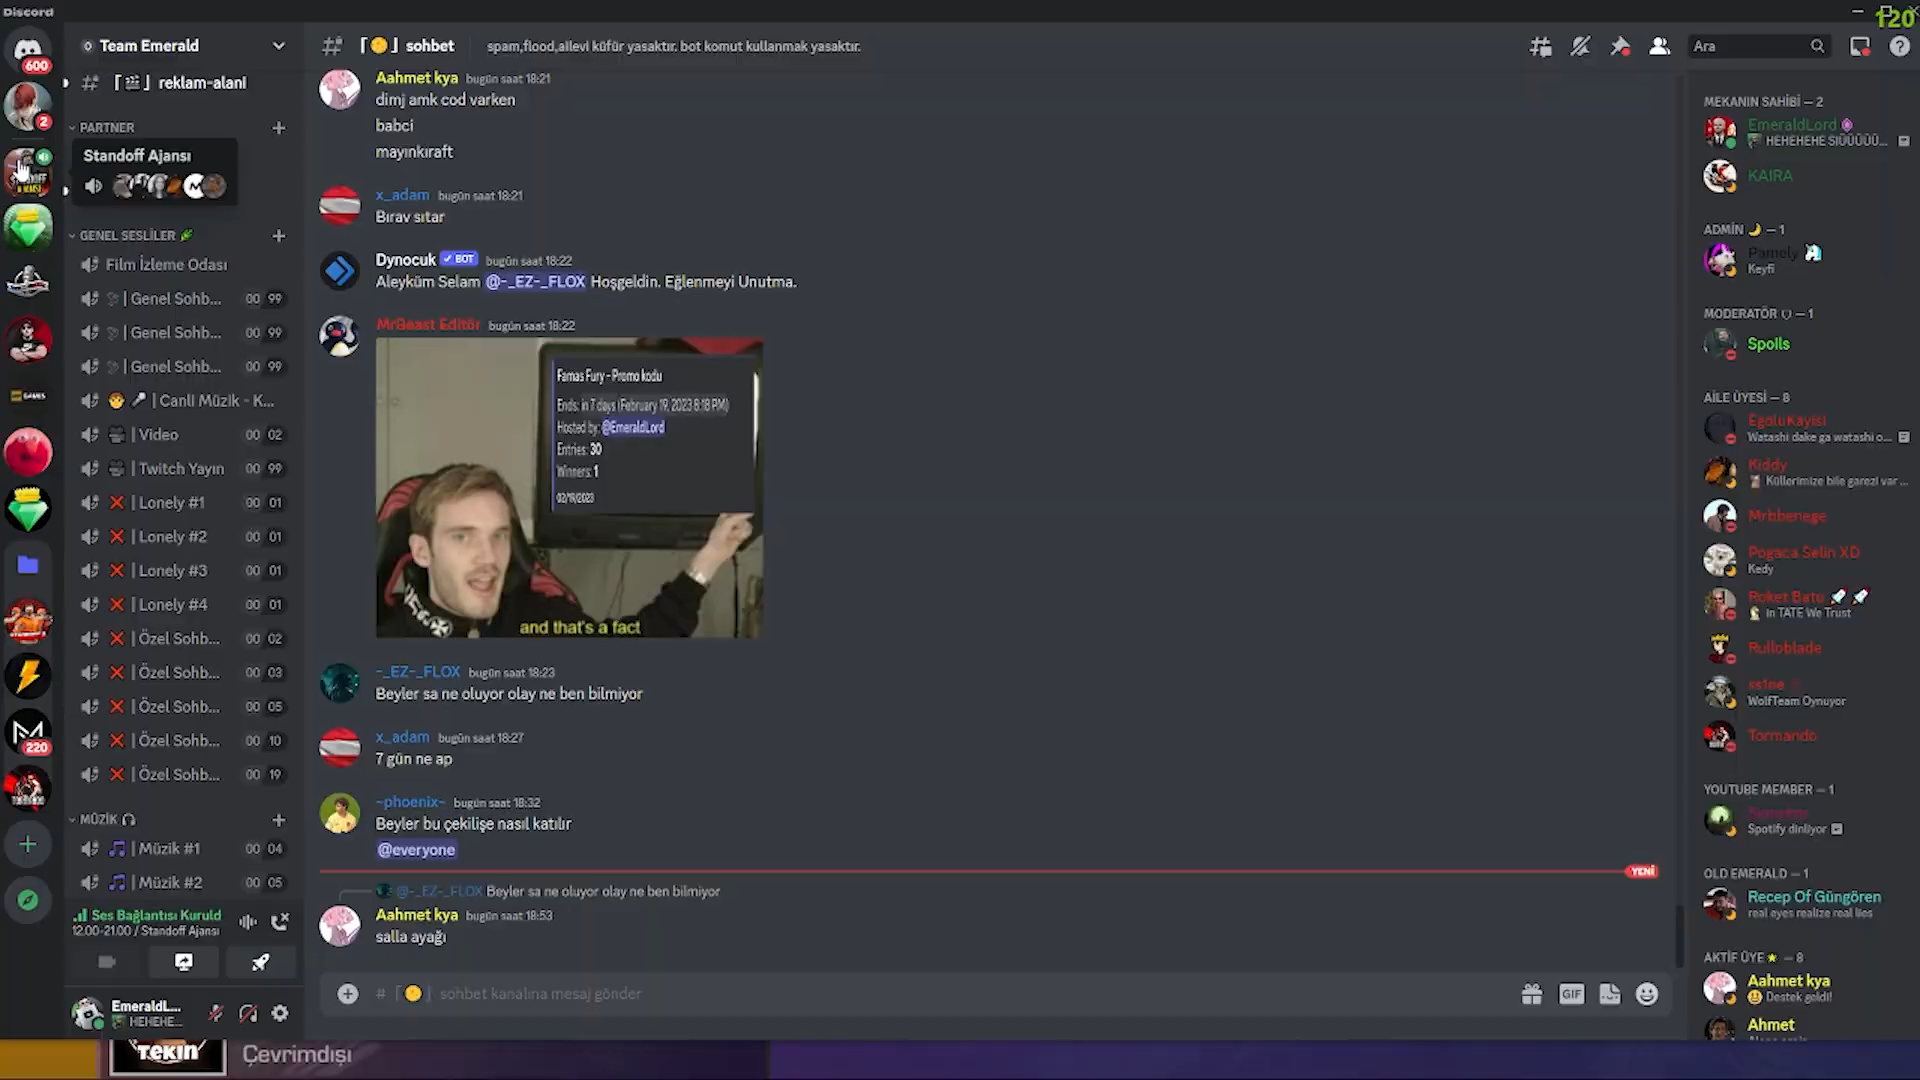 Discord
120
600
Team Emerald
「🎬」 reklam-alanı
2
PARTNER
Standoff Ajansı
GENEL SESLİLER
Film İzleme Odası
| Genel Sohb... 00 99
| Genel Sohb... 00 99
| Genel Sohb... 00 99
| Canlı Müzik - K...
| Video 00 02
| Twitch Yayın 00 99
| Lonely #1 00 01
| Lonely #2 00 01
| Lonely #3 00 01
| Lonely #4 00 01
| Özel Sohb... 00 02
| Özel Sohb... 00 03
| Özel Sohb... 00 05
| Özel Sohb... 00 10
| Özel Sohb... 00 19
220
MÜZİK
| Müzik #1 00 04
| Müzik #2 00 05
Ses Bağlantısı Kuruld
12.00-21.00 / Standoff Ajansı
EmeraldL...
HEHEHE...
「🟡」 sohbet
spam,flood,ailevi küfür yasaktır. bot komut kullanmak yasaktır.
Ara
Aahmet kya bugün saat 18:21
dimj amk cod varken
babci
mayınkıraft
x_adam bugün saat 18:21
Bırav sıtar
Dynocuk ✓ BOT bugün saat 18:22
Aleyküm Selam @-_EZ-_FLOX Hoşgeldin. Eğlenmeyi Unutma.
MrBeast Editör bugün saat 18:22
Famas Fury - Promo kodu
Ends: in 7 days (February 19, 2023 8:18 PM)
Hosted by: @EmeraldLord
Entries: 30
Winners: 1
02/19/2023
and that's a fact
-_EZ-_FLOX bugün saat 18:23
Beyler sa ne oluyor olay ne ben bilmiyor
x_adam bugün saat 18:27
7 gün ne ap
~phoenix~ bugün saat 18:32
Beyler bu çekilişe nasıl katılır
@everyone
YENİ
@-_EZ-_FLOX Beyler sa ne oluyor olay ne ben bilmiyor
Aahmet kya bugün saat 18:53
salla ayağı
# 「🟡」 sohbet kanalına mesaj gönder
GIF
MEKANIN SAHİBİ — 2
EmeraldLord
HEHEHEHE SIÜÜÜÜÜ...
KAIRA
ADMİN 🌙 — 1
Pamely
Keyfi
MODERATÖR — 1
Spoils
AİLE ÜYESİ — 8
EgoluKayisi
Watashi dake ga watashi o...
Kiddy
Küllerimize bile garezi var ...
Mrbbenege
Pogaca Selin XD
Kedy
Roket Batu
in TATE We Trust
Rulloblade
ss1ne
WolfTeam Oynuyor
Tormando
YOUTUBE MEMBER — 1
Spotify dinliyor
OLD EMERALD — 1
Recep Of Güngören
real eyes realize real lies
AKTİF ÜYE ⭐ — 8
Aahmet kya
Destek geldi!
Ahmet
TEKIN
Çevrimdışı